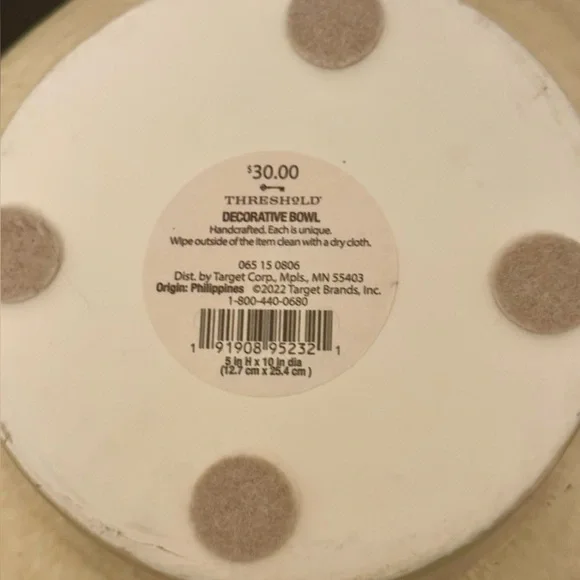 $30.00
THRESHOLD
DECORATIVE BOWL
Handcrafted. Each is unique.
Wipe outside of the item clean with a dry cloth.
065 15 0806
Dist. by Target Corp., Mpls., MN 55403
Origin: Philippines ©2022 Target Brands, Inc.
1-800-440-0680
1 91908 95232 1
5 in H x 10 in dia
(12.7 cm x 25.4 cm )